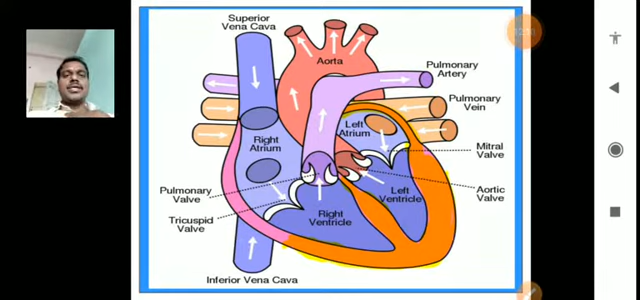 Superior
Vena Cava
Aorta
Pulmonary
Artery
Pulmonary
Vein
Left
Atrium
Right
Atrium
Mitral
Valve
Pulmonary
Valve
Left
Ventricle
Aortic
Valve
Tricuspid
Valve
Right
Ventricle
Inferior Vena Cava